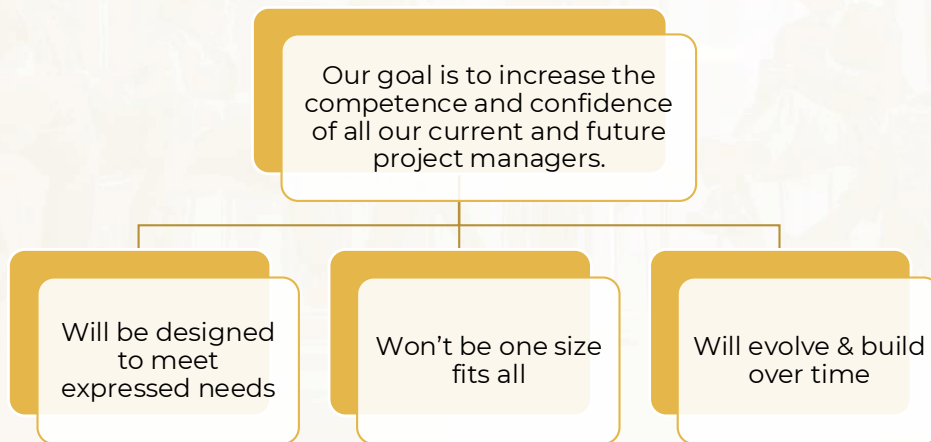 Our goal is to increase the
competence and confidence
of all our current and future
project managers.
Will be designed
to meet
expressed needs
Won’t be one size
fits all
Will evolve & build
over time